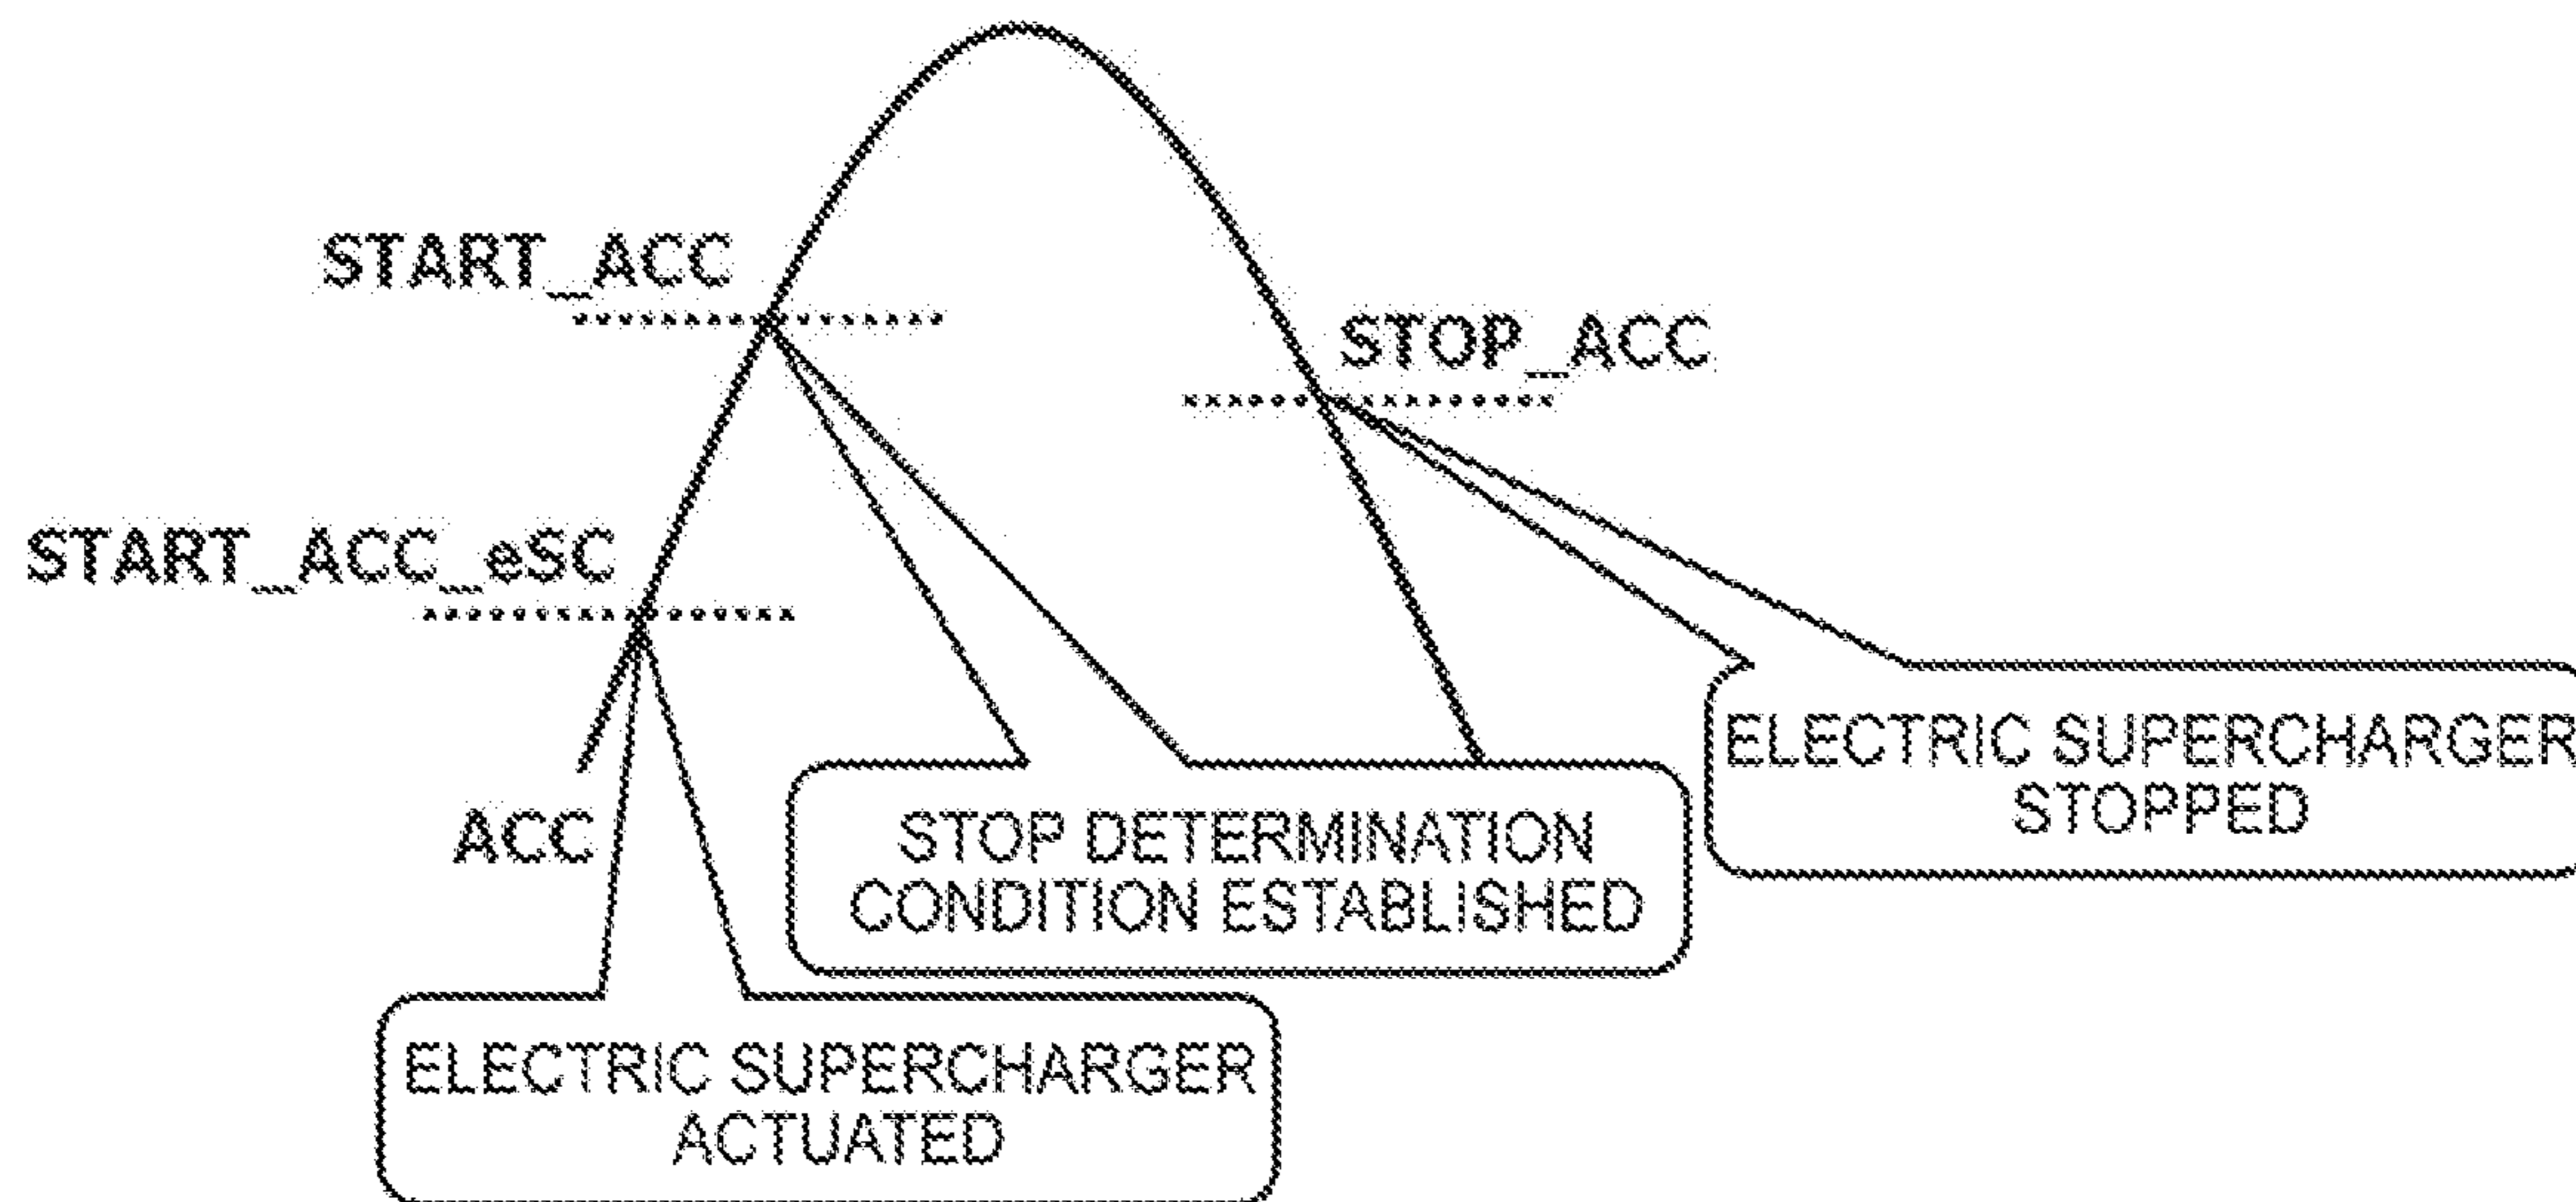 START_ACC
STOP_ACC
START_ACC_eSC
ACC
ELECTRIC SUPERCHARGER
STOPPED
STOP DETERMINATION
CONDITION ESTABLISHED
ELECTRIC SUPERCHARGER
ACTUATED